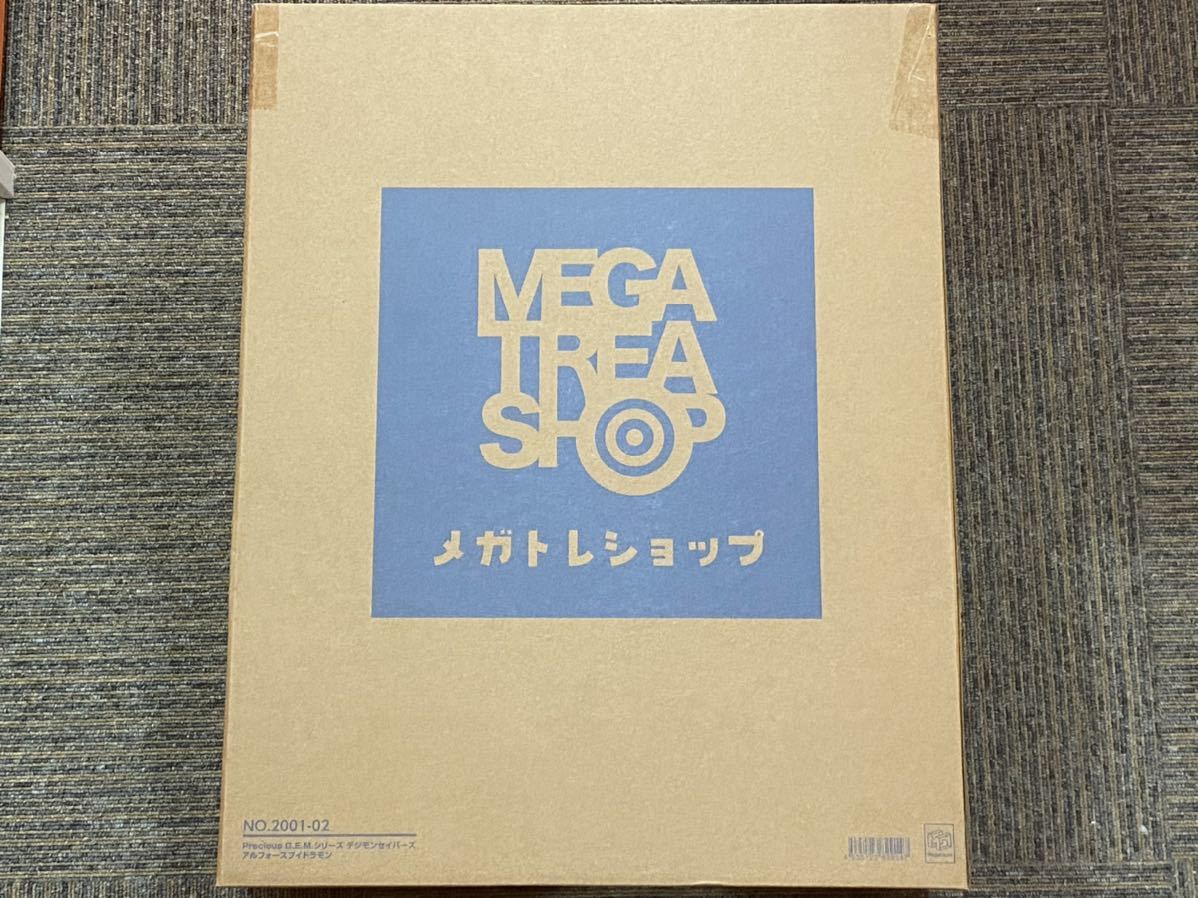 MEGA
TREA
SHOP
メガトレショップ
NO.2001-02
Precious G.E.M.シリーズ デジモンセイバーズ
アルフォースブイドラモン